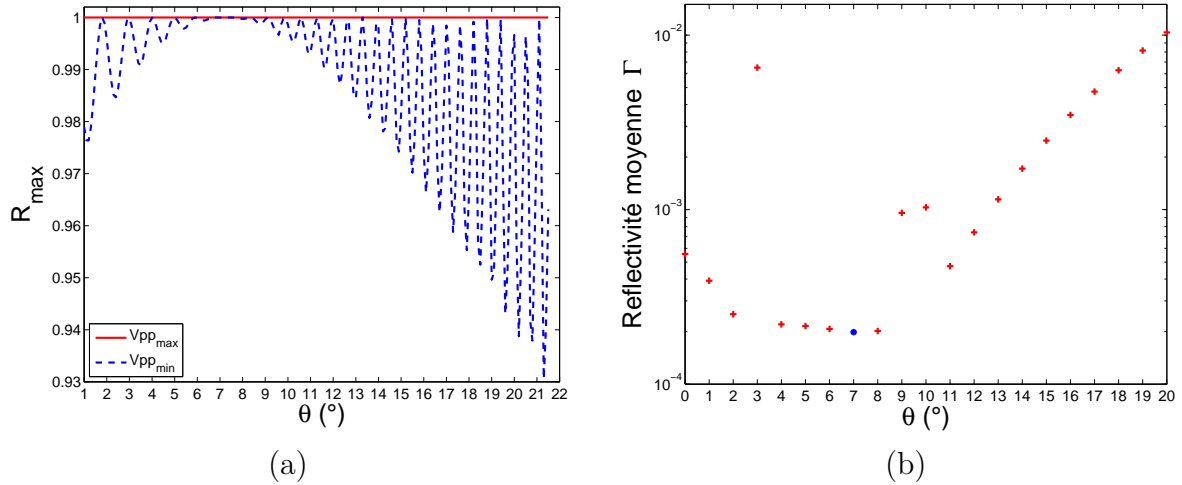 1
0.99
0.98
0.97
0.96
0.95
0.94
0.93
R_max
Vpp_max
Vpp_min
1 2 3 4 5 6 7 8 9 10 11 12 13 14 15 16 17 18 19 20 21 22
θ (°)
(a)
10^-2
10^-3
10^-4
Reflectivité moyenne Γ
0 1 2 3 4 5 6 7 8 9 10 11 12 13 14 15 16 17 18 19 20
θ (°)
(b)